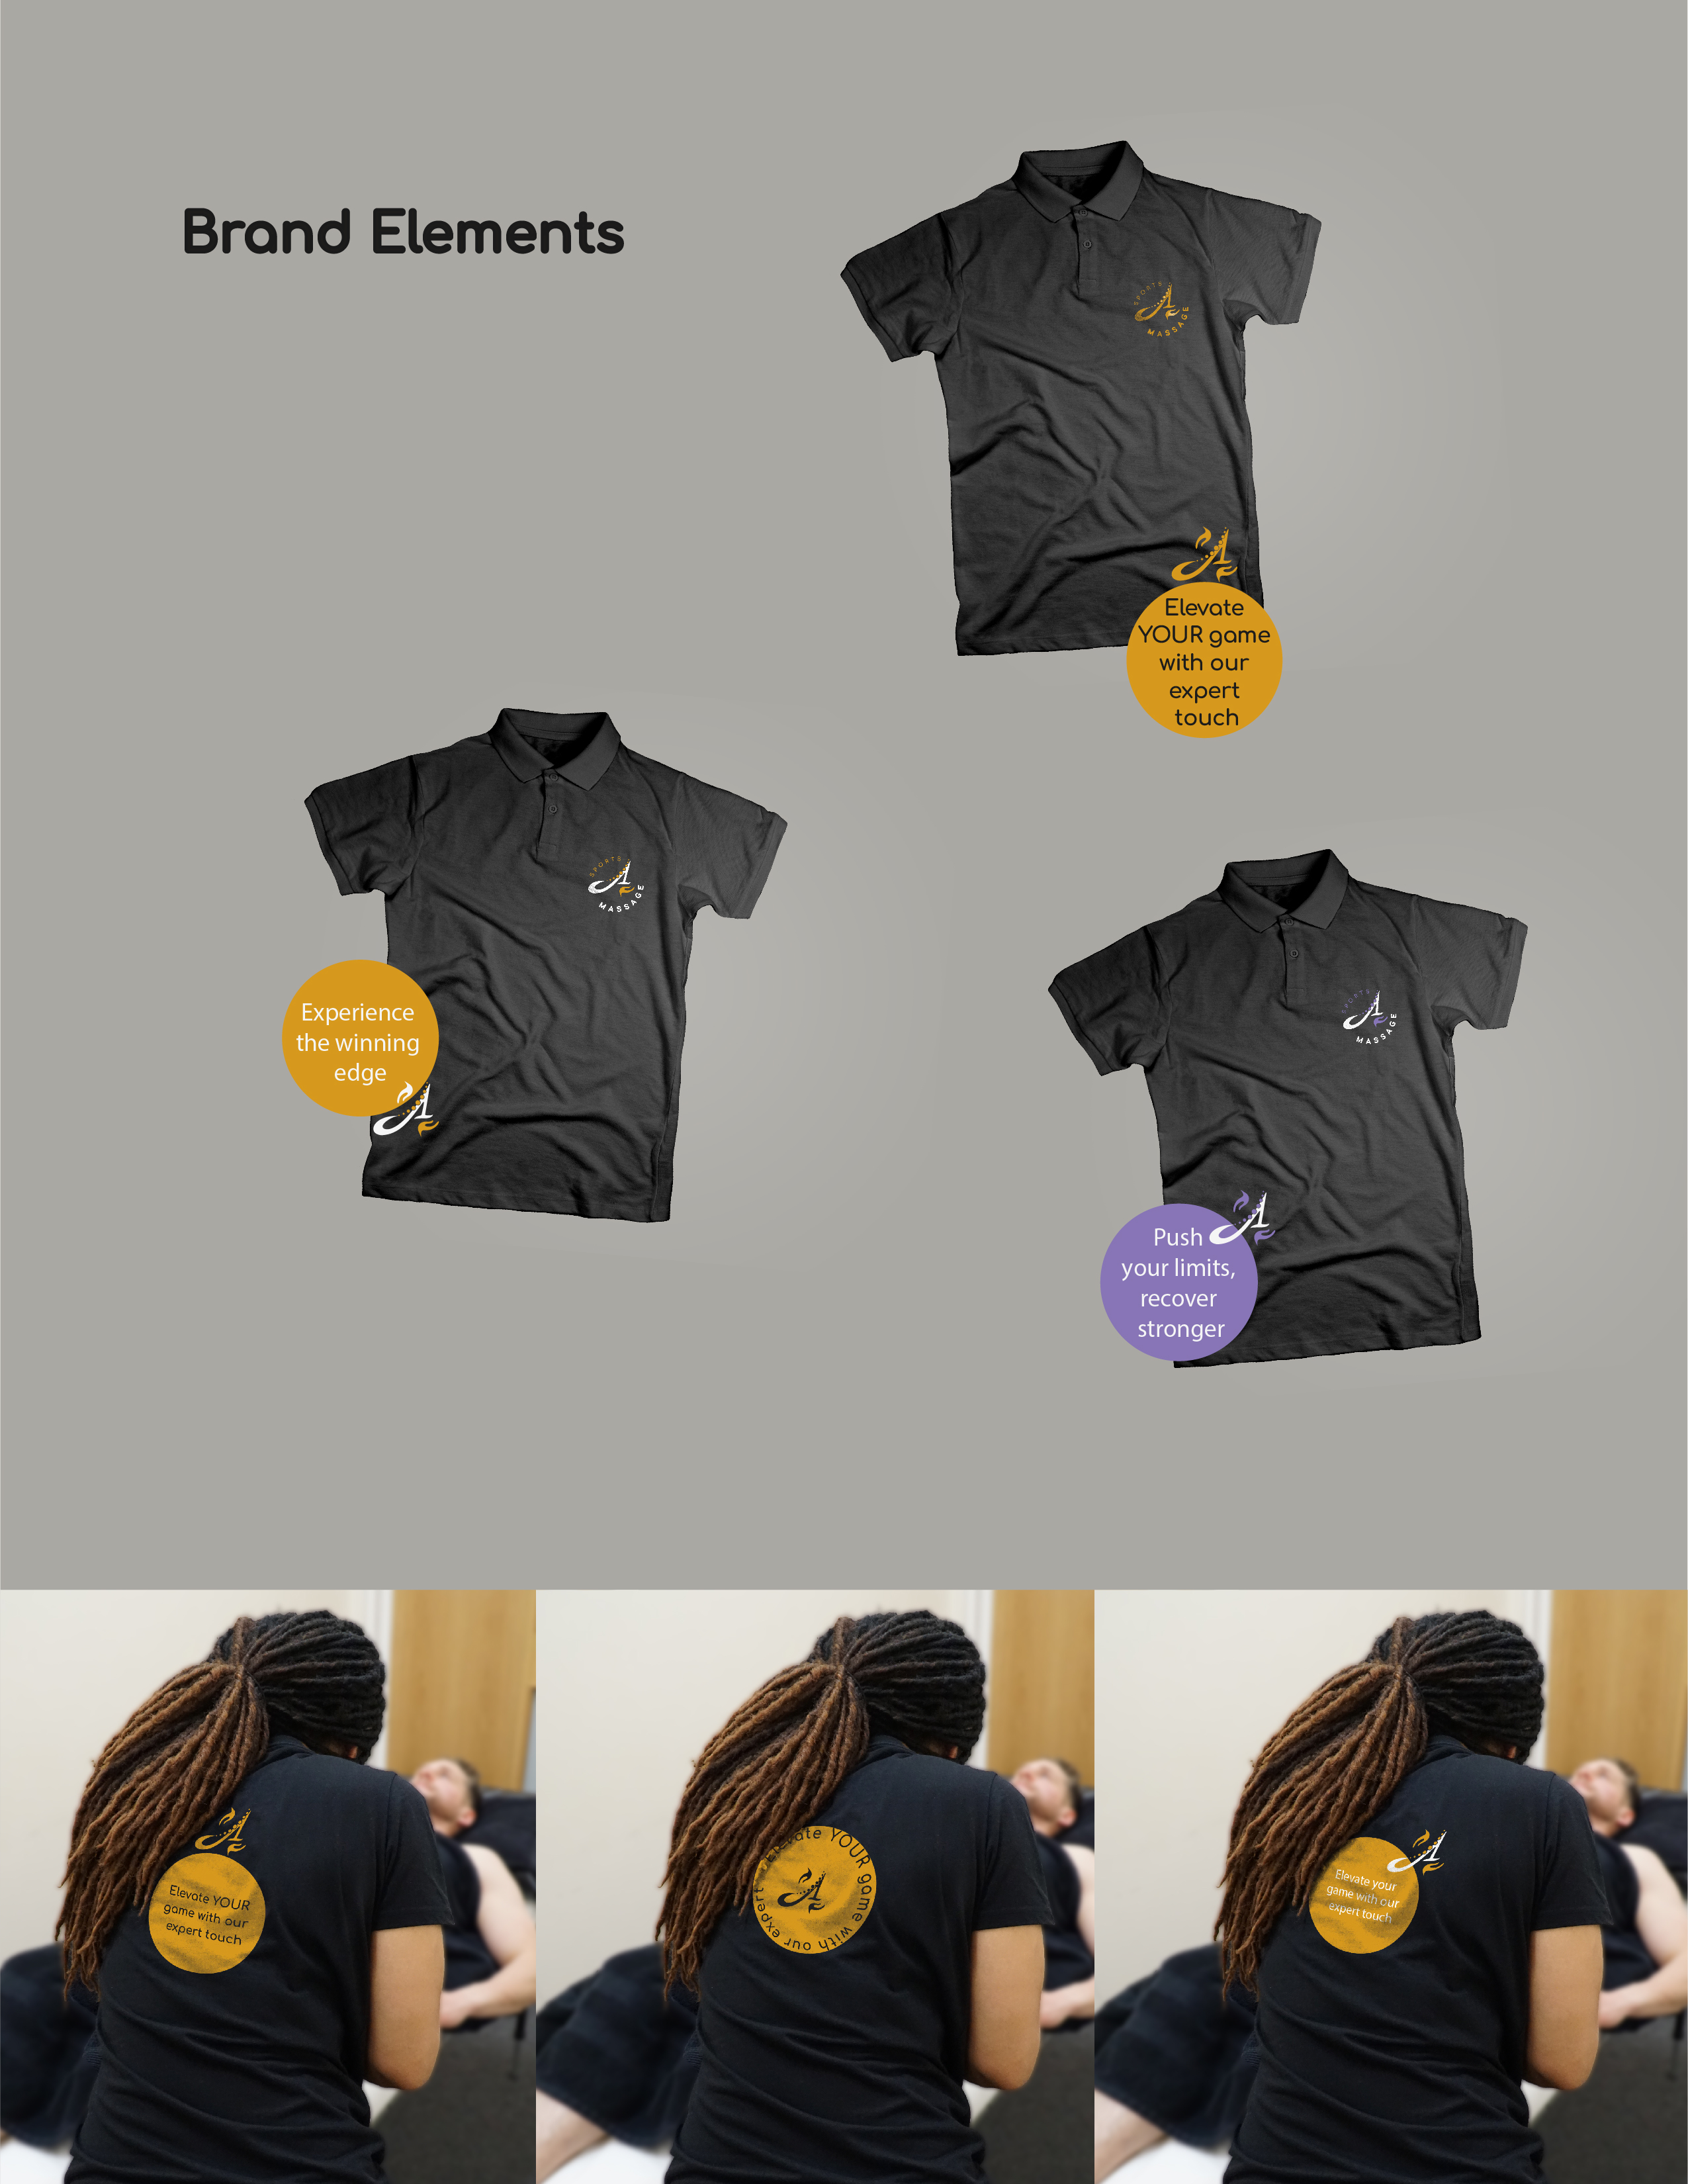 Brand Elements
SPORTS
A
MASSAGE
A
Elevate
YOUR game
with our
expert
touch
SPORTS
A
MASSAGE
Experience
the winning
edge
A
SPORTS
A
MASSAGE
A
Push
your limits,
recover
stronger
A
Elevate YOUR
game with our
expert touch
Elevate YOUR game with our expert
A
A
Elevate your
game with our
expert touch